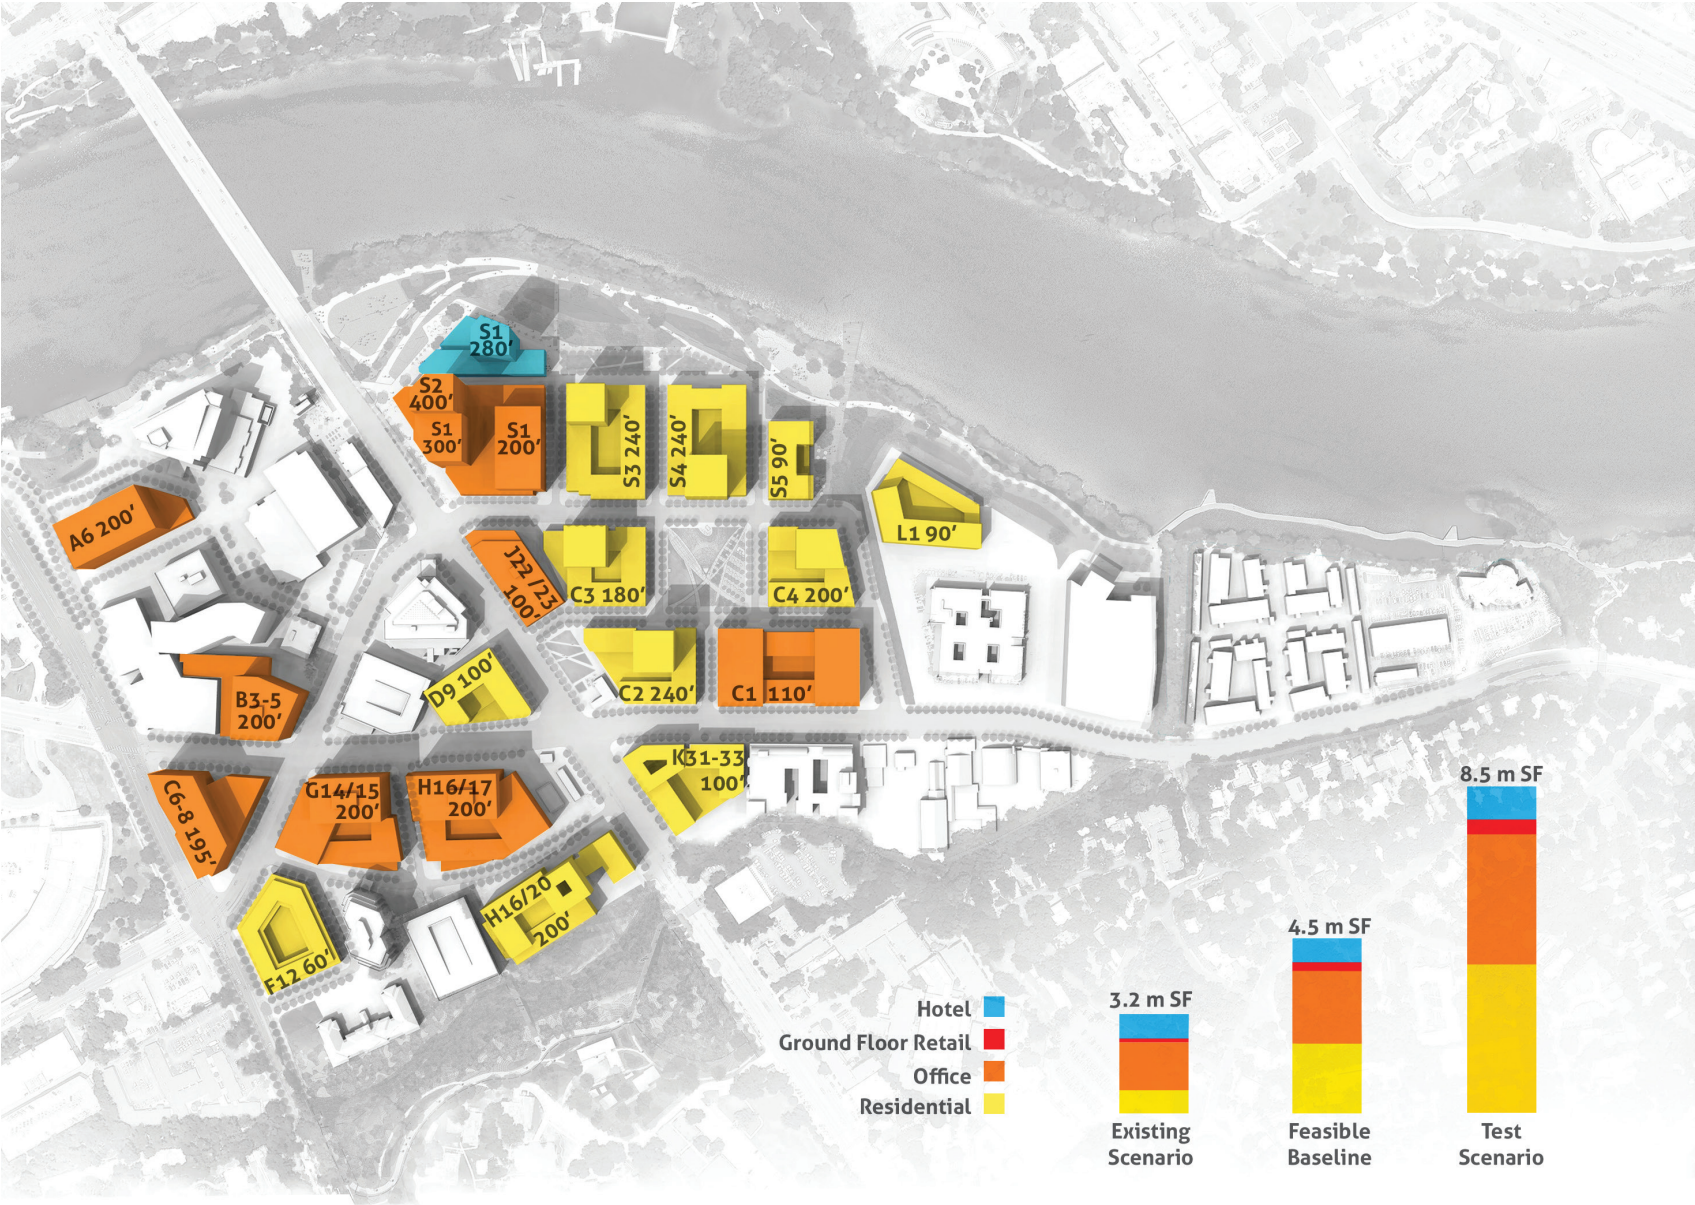 S1
280’
S2
400’
S1
300’
S1
200’
S3 240’
S4 240’
S5 90’
A6 200’
L1 90’
J22 /23
100’
C3 180’
C4 200’
B3-5
200’
D9 100’
C2 240’
C1 110’
K31-33
100’
C6-8 195’
G14/15
200’
H16/17
200’
F12 60’
H16/20
200’
8.5 m SF
4.5 m SF
3.2 m SF
Hotel
Ground Floor Retail
Office
Residential
Existing
Scenario
Feasible
Baseline
Test
Scenario